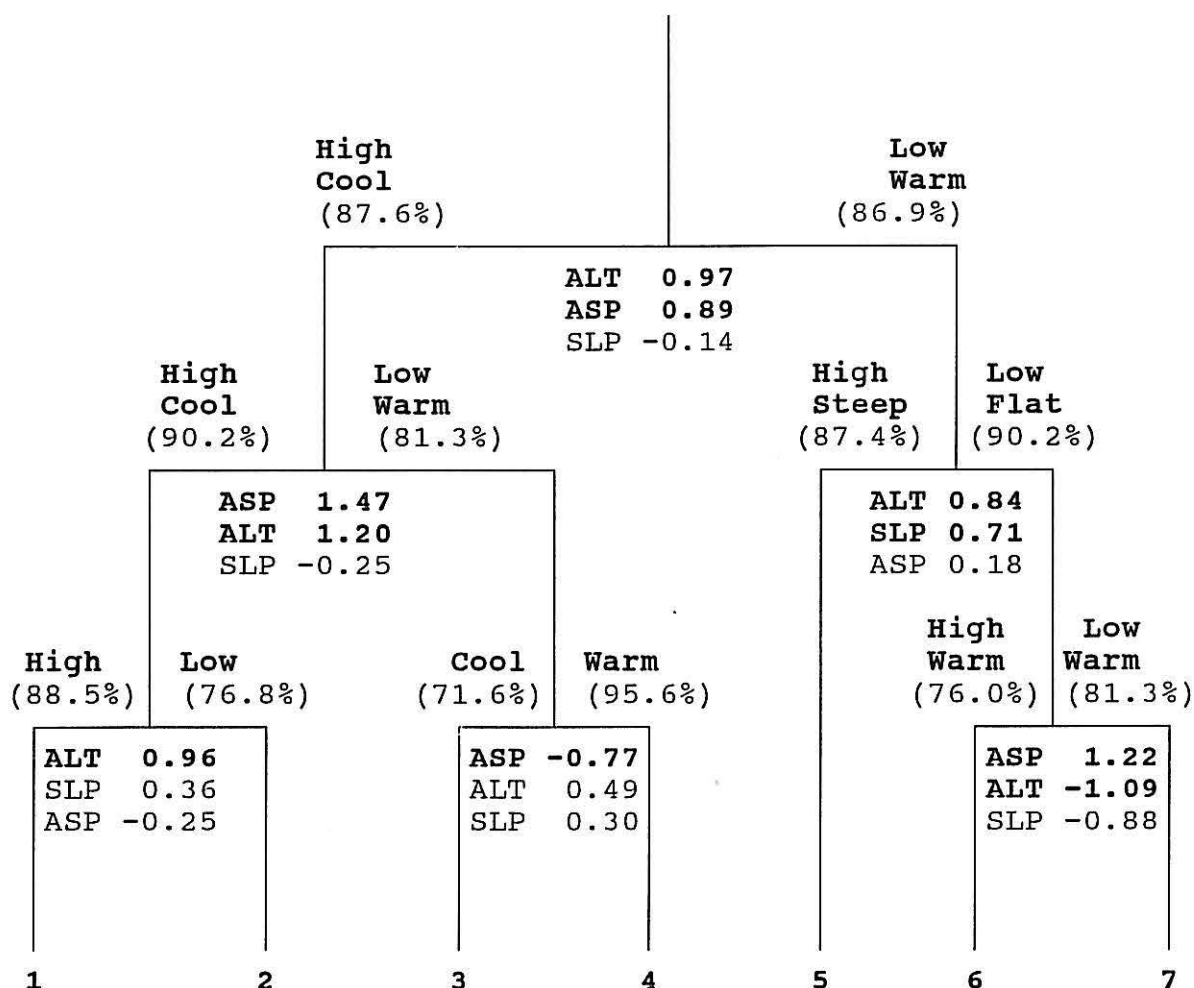 High
Cool
(87.6%)
Low
Warm
(86.9%)
ALT 0.97
ASP 0.89
SLP -0.14
High
Cool
(90.2%)
Low
Warm
(81.3%)
High
Steep
(87.4%)
Low
Flat
(90.2%)
ASP 1.47
ALT 1.20
SLP -0.25
ALT 0.84
SLP 0.71
ASP 0.18
High
(88.5%)
Low
(76.8%)
Cool
(71.6%)
Warm
(95.6%)
High
Warm
(76.0%)
Low
Warm
(81.3%)
ALT 0.96
SLP 0.36
ASP -0.25
ASP -0.77
ALT 0.49
SLP 0.30
ASP 1.22
ALT -1.09
SLP -0.88
1 2 3 4 5 6 7